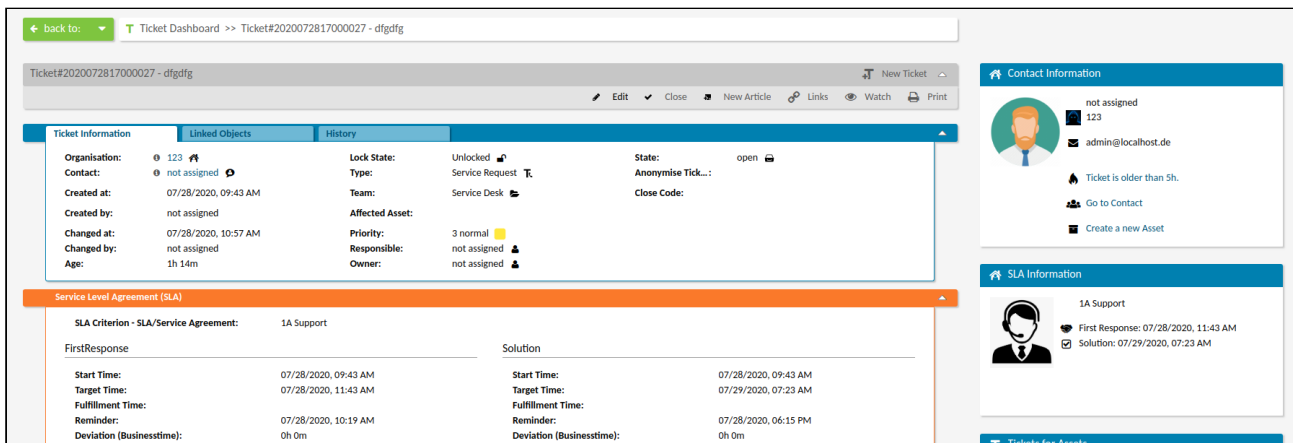 back to:
Ticket Dashboard >> Ticket#2020072817000027 - dfgdfg
Ticket#2020072817000027 - dfgdfg
New Ticket
Edit Close New Article Links Watch Print
Ticket Information Linked Objects History
Organisation: 123 Lock State: Unlocked State: open
Contact: not assigned Type: Service Request Anonymise Tick...:
Created at: 07/28/2020, 09:43 AM Team: Service Desk Close Code:
Created by: not assigned Affected Asset:
Changed at: 07/28/2020, 10:57 AM Priority: 3 normal
Changed by: not assigned Responsible: not assigned
Age: 1h 14m Owner: not assigned
Service Level Agreement (SLA)
SLA Criterion - SLA/Service Agreement: 1A Support
FirstResponse Solution
Start Time: 07/28/2020, 09:43 AM Start Time: 07/28/2020, 09:43 AM
Target Time: 07/28/2020, 11:43 AM Target Time: 07/29/2020, 07:23 AM
Fulfillment Time: Fulfillment Time:
Reminder: 07/28/2020, 10:19 AM Reminder: 07/28/2020, 06:15 PM
Deviation (Businesstime): 0h 0m Deviation (Businesstime): 0h 0m
Contact Information
not assigned
123
admin@localhost.de
Ticket is older than 5h.
Go to Contact
Create a new Asset
SLA Information
1A Support
First Response: 07/28/2020, 11:43 AM
Solution: 07/29/2020, 07:23 AM
Tickets for Assets